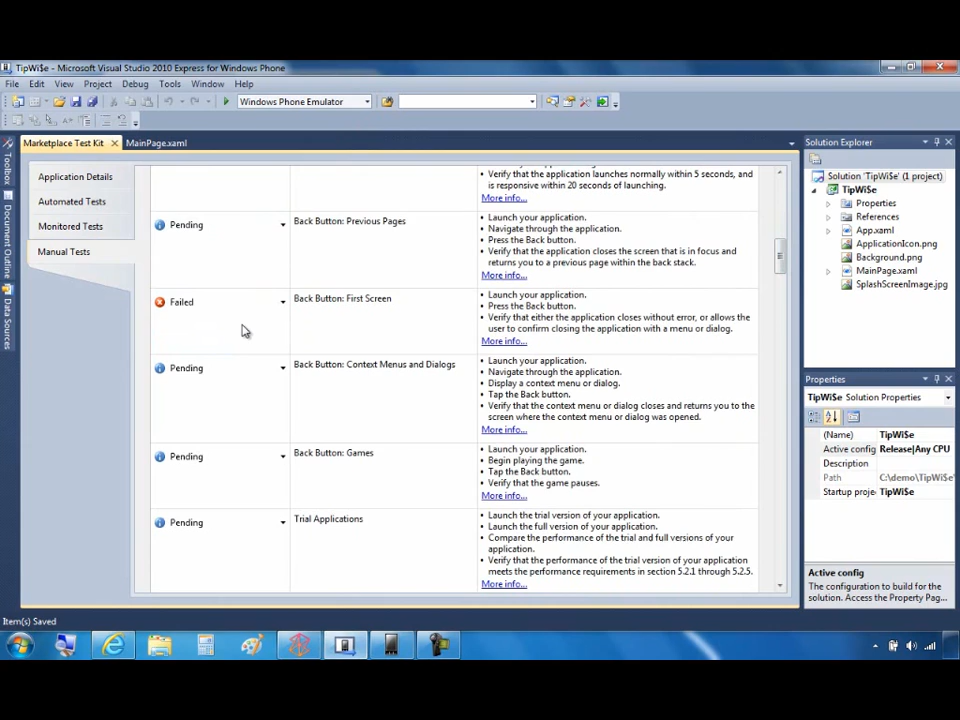 TipWi$e - Microsoft Visual Studio 2010 Express for Windows Phone
File Edit View Project Debug Tools Window Help
Windows Phone Emulator
Marketplace Test Kit MainPage.xaml
Toolbox
Document Outline
Data Sources
Application Details
Automated Tests
Monitored Tests
Manual Tests
• Verify that the application launches normally within 5 seconds, and
is responsive within 20 seconds of launching.
More info...
Pending
Back Button: Previous Pages
• Launch your application.
• Navigate through the application.
• Press the Back button.
• Verify that the application closes the screen that is in focus and
returns you to a previous page within the back stack.
More info...
Failed
Back Button: First Screen
• Launch your application.
• Press the Back button.
• Verify that either the application closes without error, or allows the
user to confirm closing the application with a menu or dialog.
More info...
Pending
Back Button: Context Menus and Dialogs
• Launch your application.
• Navigate through the application.
• Display a context menu or dialog.
• Tap the Back button.
• Verify that the context menu or dialog closes and returns you to the
screen where the context menu or dialog was opened.
More info...
Pending
Back Button: Games
• Launch your application.
• Begin playing the game.
• Tap the Back button.
• Verify that the game pauses.
More info...
Pending
Trial Applications
• Launch the trial version of your application.
• Launch the full version of your application.
• Compare the performance of the trial and full versions of your
application.
• Verify that the performance of the trial version of your application
meets the performance requirements in section 5.2.1 through 5.2.5.
More info...
Solution Explorer
Solution 'TipWi$e' (1 project)
TipWi$e
Properties
References
App.xaml
ApplicationIcon.png
Background.png
MainPage.xaml
SplashScreenImage.jpg
Properties
TipWi$e Solution Properties
(Name) TipWi$e
Active config Release|Any CPU
Description
Path C:\demo\TipWi$e\
Startup proje TipWi$e
Active config
The configuration to build for the
solution. Access the Property Pag...
Item(s) Saved